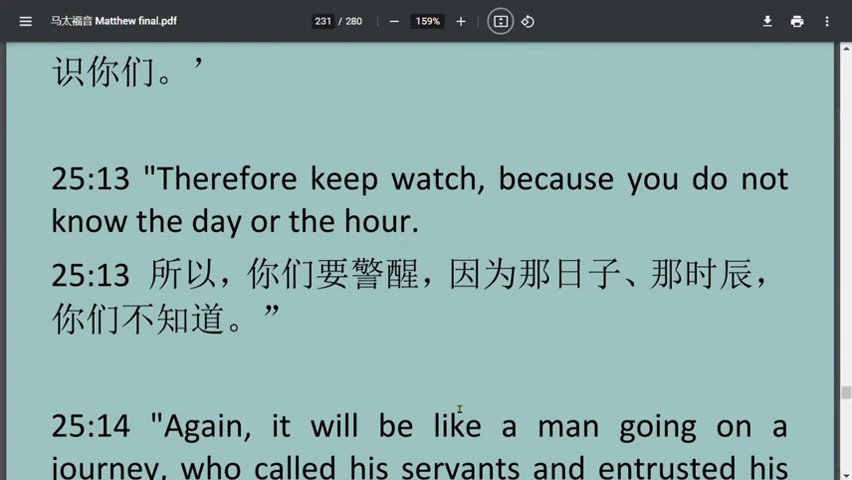 马太福音 Matthew final.pdf
231 / 280
159%
识你们。’
25:13 "Therefore keep watch, because you do not
know the day or the hour.
25:13 所以，你们要警醒，因为那日子、那时辰，
你们不知道。”
25:14 "Again, it will be like a man going on a
journey, who called his servants and entrusted his